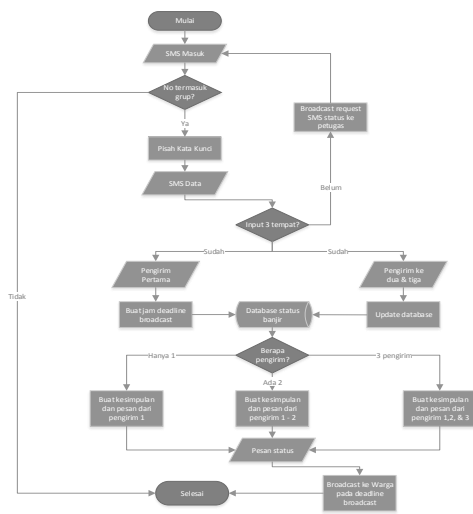 Mulai
SMS Masuk
No termasuk
grup?
Broadcast request
SMS status ke
petugas
Ya
Pisah Kata Kunci
SMS Data
Belum
Input 3 tempat?
Sudah
Sudah
Pengirim
Pertama
Pengirim ke
dua & tiga
Tidak
Buat jam deadline
broadcast
Database status
banjir
Update database
Berapa
pengirim?
Hanya 1
3 pengirim
Ada 2
Buat kesimpulan
dan pesan dari
pengirim 1
Buat kesimpulan
dan pesan dari
pengirim 1 - 2
Buat kesimpulan
dan pesan dari
pengirim 1,2, & 3
Pesan status
Selesai
Broadcast ke Warga
pada deadline
broadcast